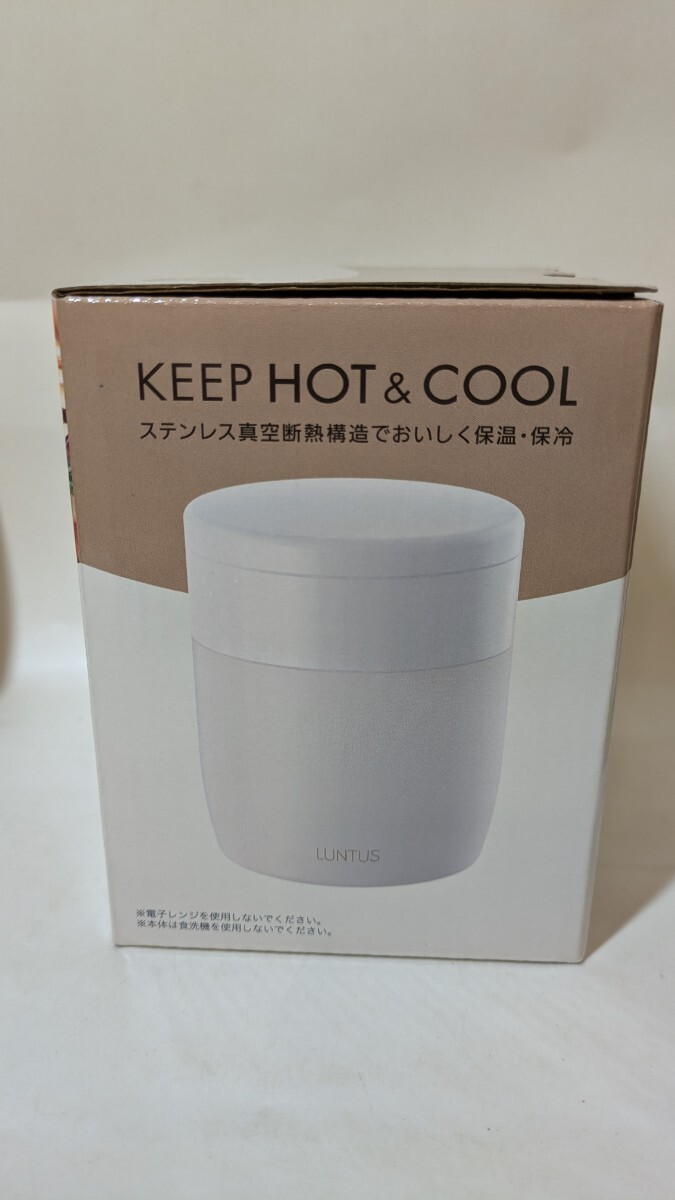 KEEP HOT & COOL
ステンレス真空断熱構造でおいしく保温・保冷
LUNTUS
※電子レンジを使用しないでください。
※本体は食洗機を使用しないでください。